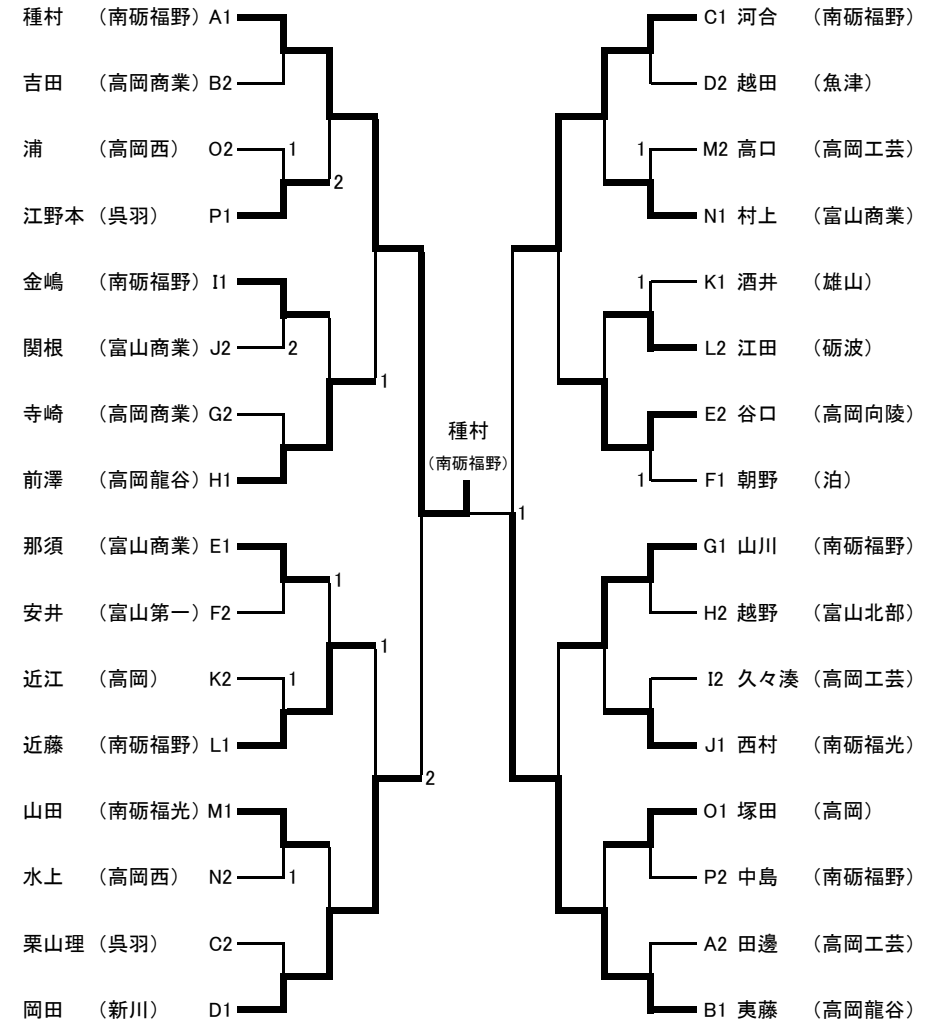 種村 (南砺福野) A1
吉田 (高岡商業) B2
浦 (高岡西) O2 1
2
江野本 (呉羽) P1
金嶋 (南砺福野) I1
関根 (富山商業) J2 2
1
寺崎 (高岡商業) G2
前澤 (高岡龍谷) H1
那須 (富山商業) E1
1
安井 (富山第一) F2
1
近江 (高岡) K2 1
近藤 (南砺福野) L1
2
山田 (南砺福光) M1
水上 (高岡西) N2 1
栗山理 (呉羽) C2
岡田 (新川) D1
種村
(南砺福野)
1
C1 河合 (南砺福野)
D2 越田 (魚津)
1 M2 高口 (高岡工芸)
N1 村上 (富山商業)
1 K1 酒井 (雄山)
L2 江田 (砺波)
E2 谷口 (高岡向陵)
1 F1 朝野 (泊)
G1 山川 (南砺福野)
H2 越野 (富山北部)
I2 久々湊 (高岡工芸)
J1 西村 (南砺福光)
O1 塚田 (高岡)
P2 中島 (南砺福野)
A2 田邊 (高岡工芸)
B1 夷藤 (高岡龍谷)